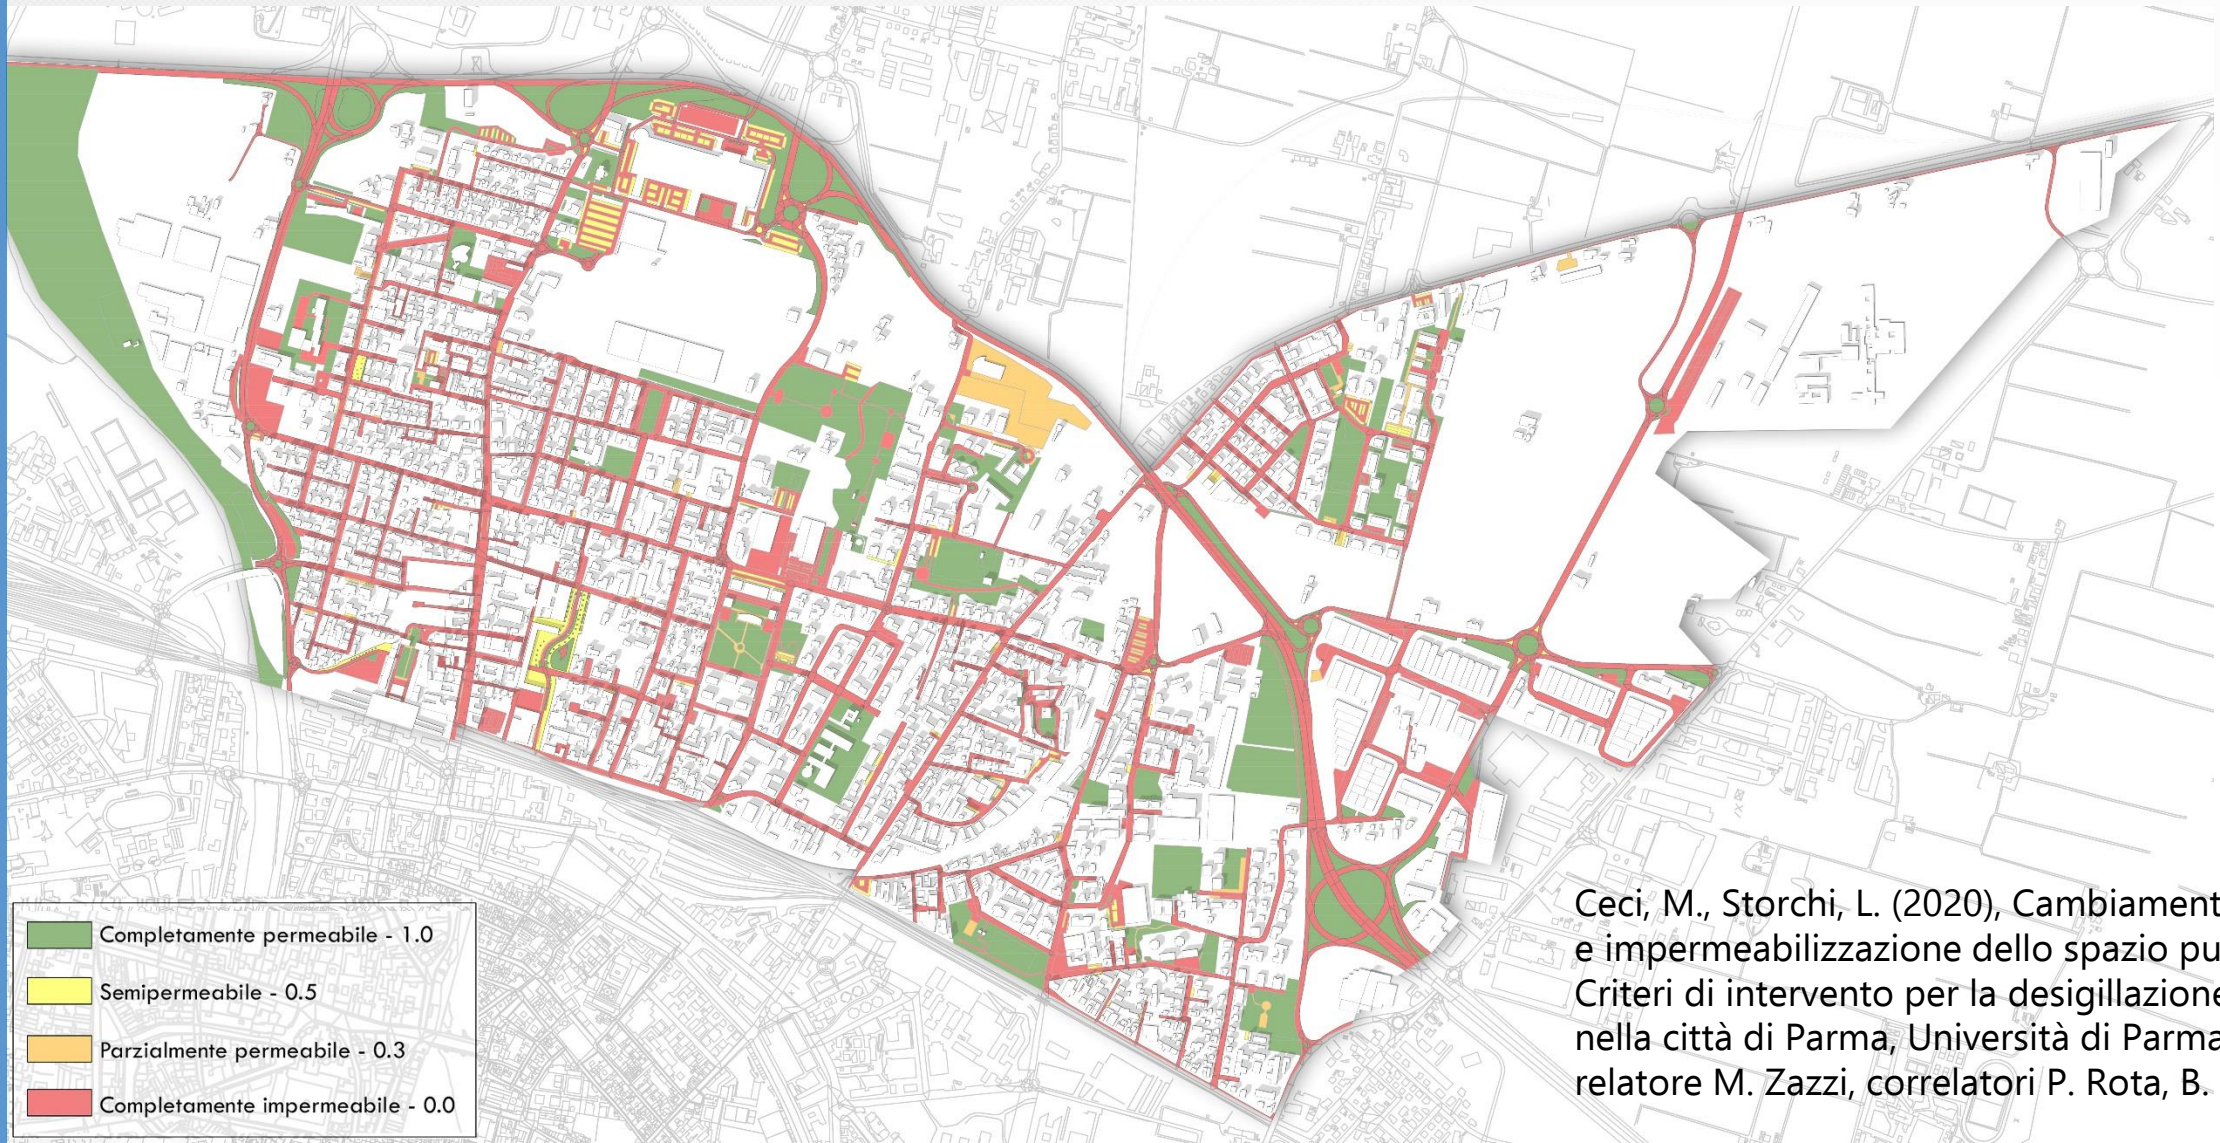 Completamente permeabile - 1.0
Semipermeabile - 0.5
Parzialmente permeabile - 0.3
Completamente impermeabile - 0.0
Ceci, M., Storchi, L. (2020), Cambiament
e impermeabilizzazione dello spazio pu
Criteri di intervento per la desigillazione
nella città di Parma, Università di Parma
relatore M. Zazzi, correlatori P. Rota, B.